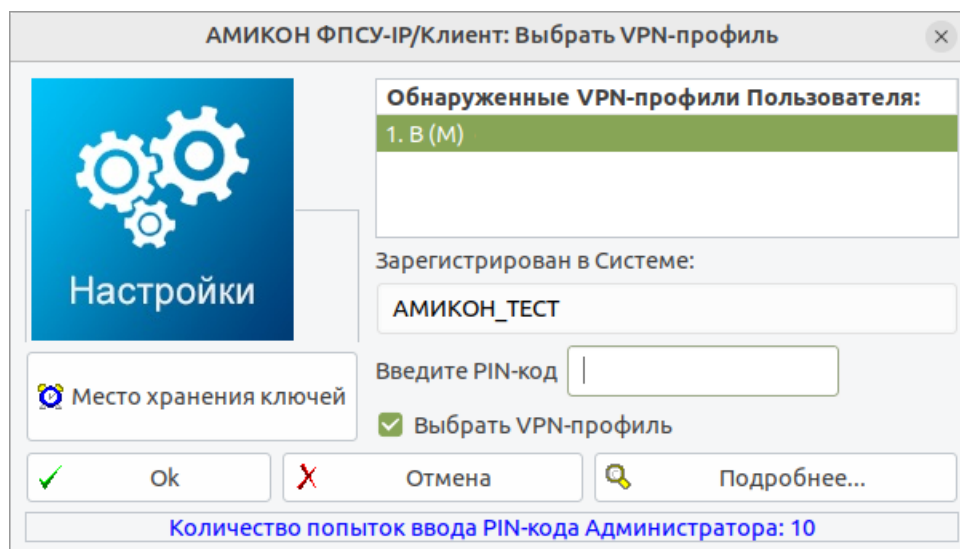 АМИКОН ФПСУ-IP/Клиент: Выбрать VPN-профиль
Настройки
Место хранения ключей
Обнаруженные VPN-профили Пользователя:
1. В (М)
Зарегистрирован в Системе:
АМИКОН_ТЕСТ
Введите PIN-код
Выбрать VPN-профиль
Ok
Отмена
Подробнее...
Количество попыток ввода PIN-кода Администратора: 10